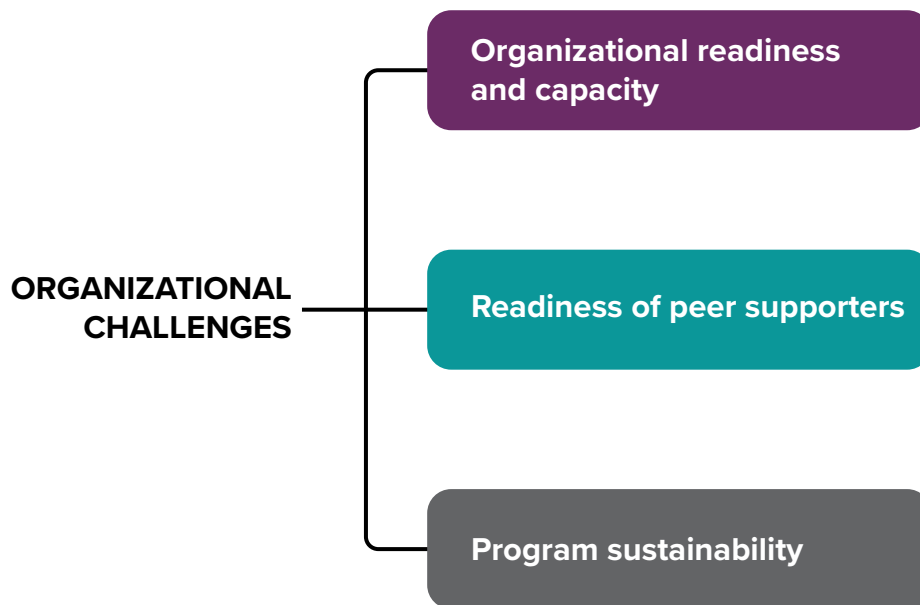 Organizational readiness
and capacity
ORGANIZATIONAL
CHALLENGES
Readiness of peer supporters
Program sustainability